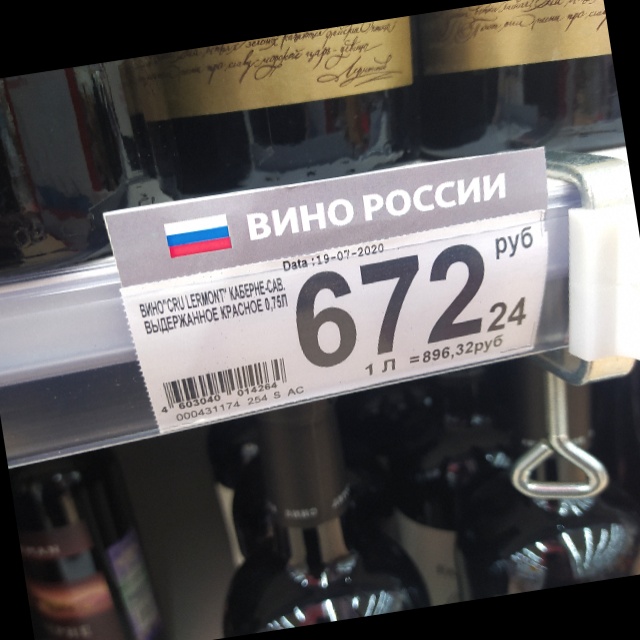 ВИНО РОССИИ
Data :19-07-2020
ВИНО"CRU LERMONT" КАБЕРНЕ-САВ.
ВЫДЕРЖАННОЕ КРАСНОЕ 0,75Л
672 24 руб
1 Л =896,32руб
4 603040 014264
000431174 254 S AC